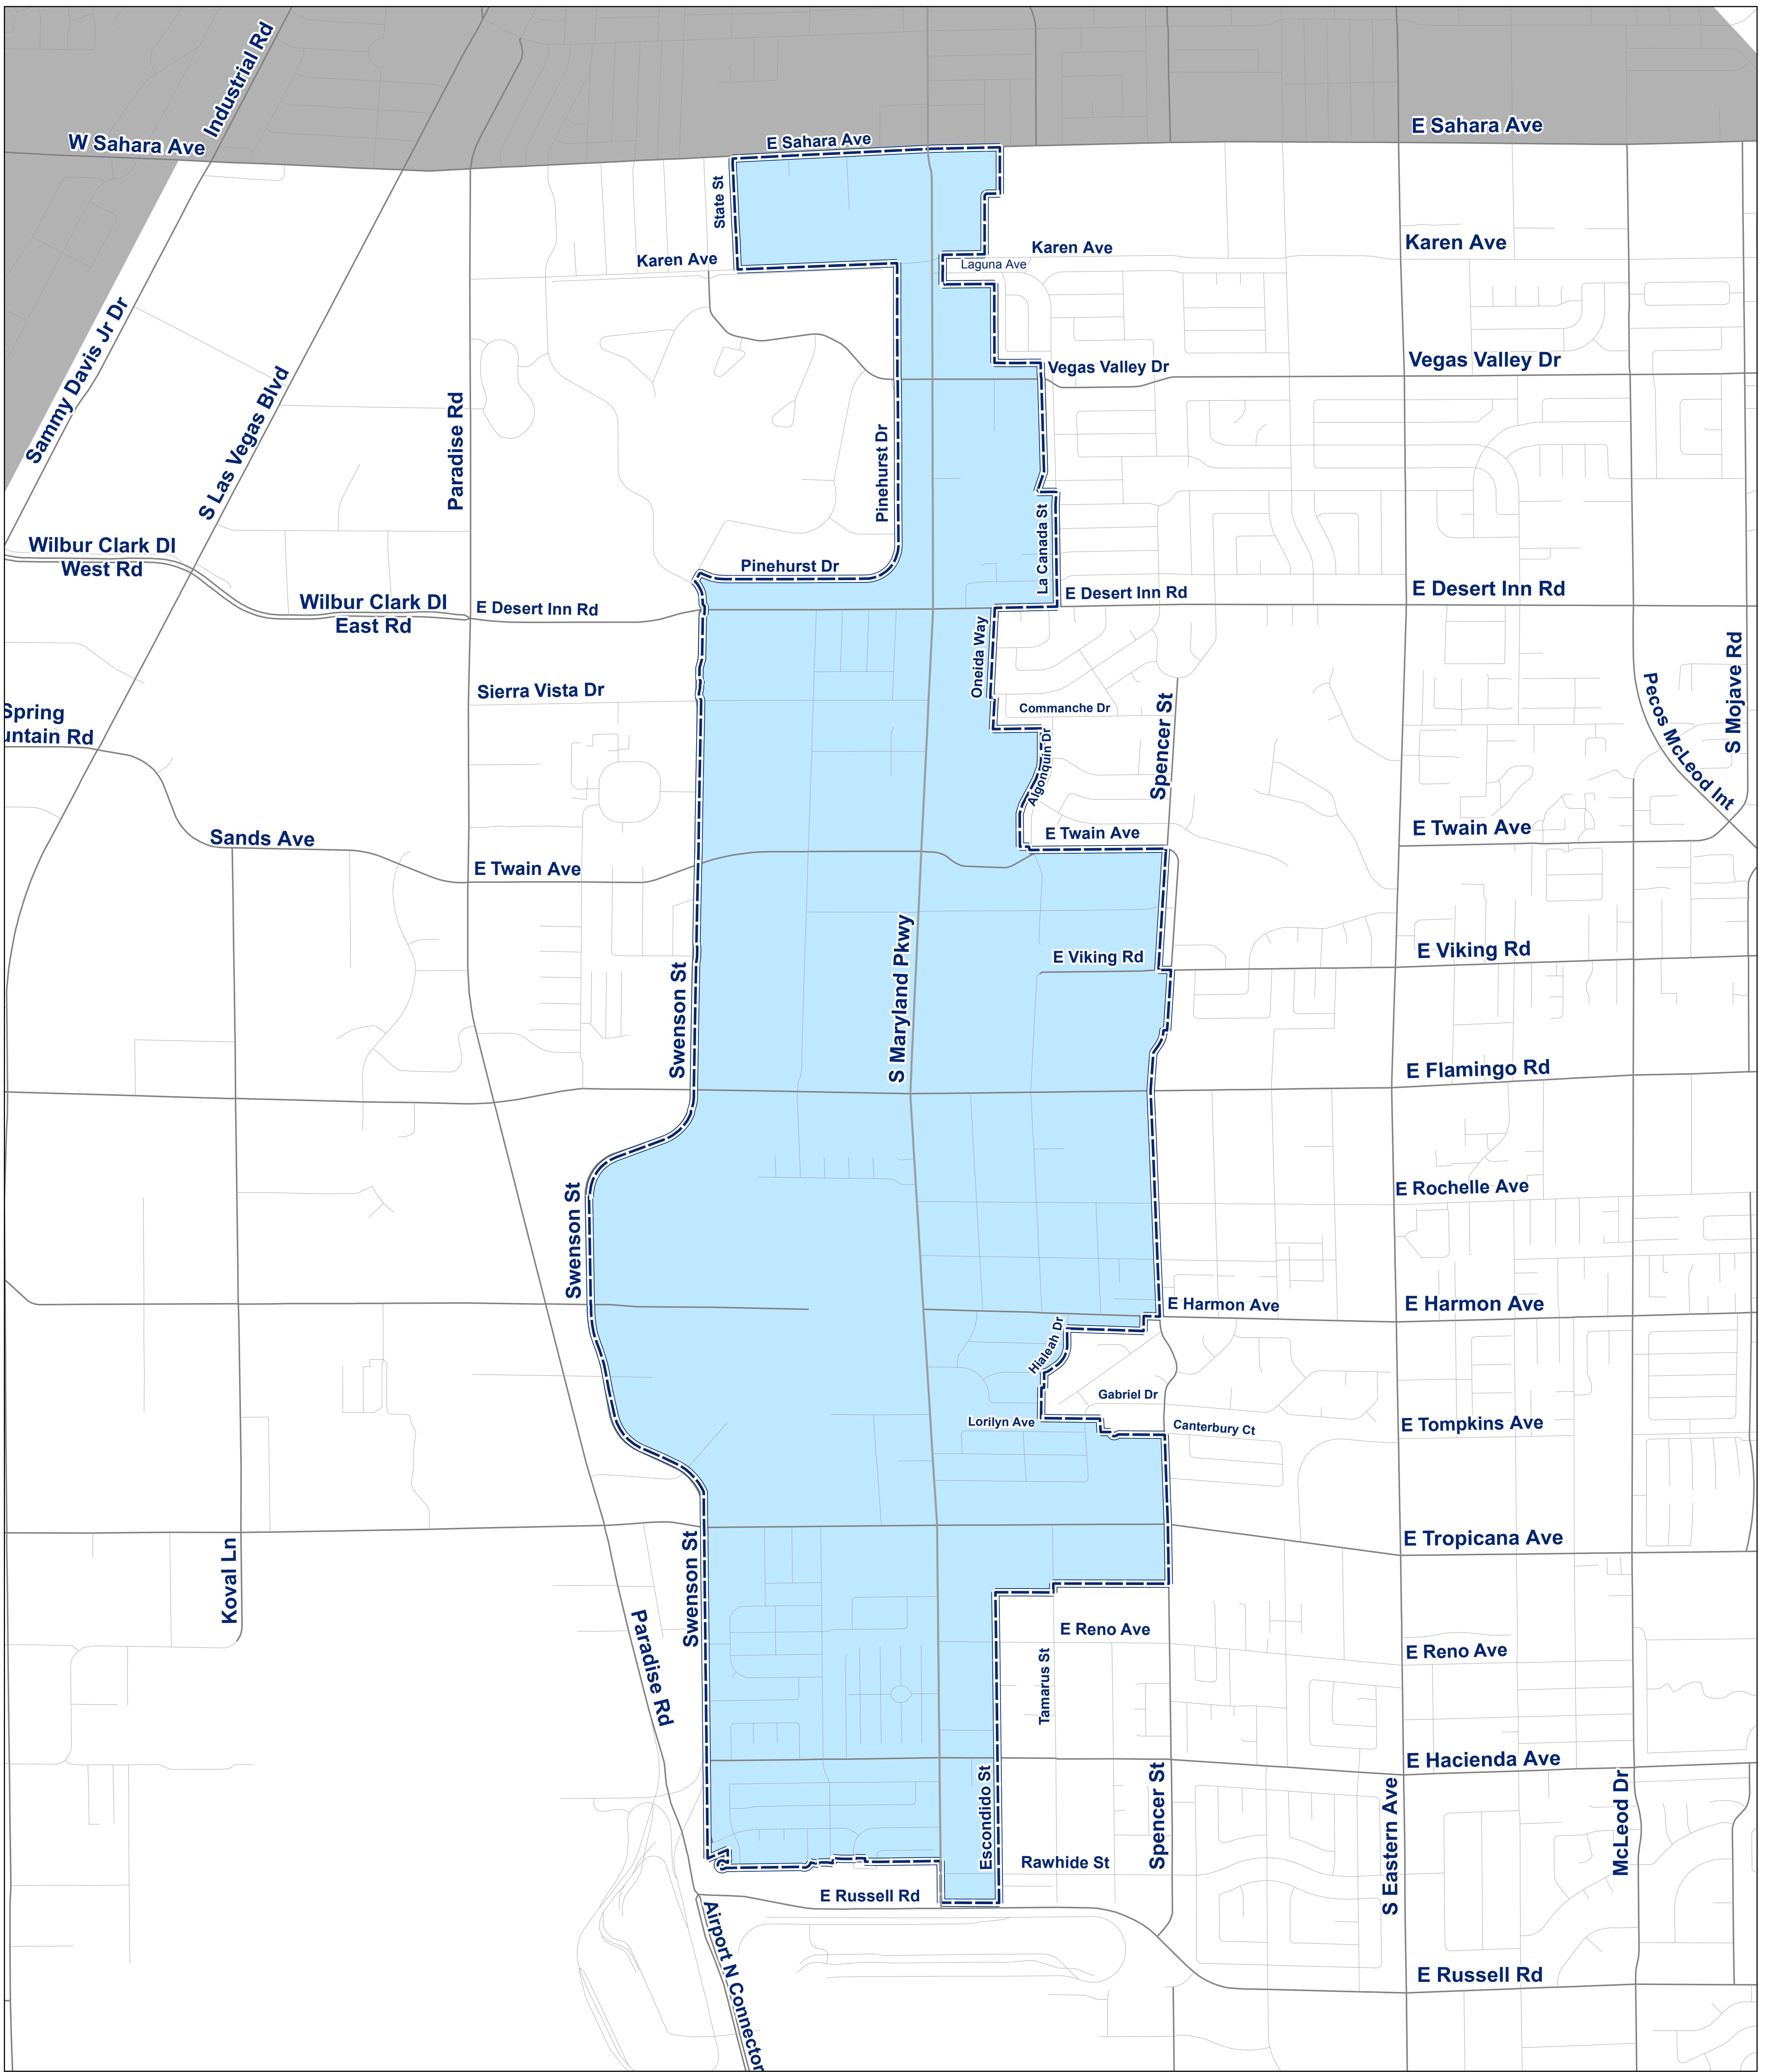 Industrial Rd
W Sahara Ave
E Sahara Ave
E Sahara Ave
State St
Karen Ave
Karen Ave
Karen Ave
Laguna Ave
Sammy Davis Jr Dr
S Las Vegas Blvd
Paradise Rd
Vegas Valley Dr
Vegas Valley Dr
Pinehurst Dr
Pinehurst Dr
La Canada St
Wilbur Clark DI
West Rd
Wilbur Clark DI
East Rd
E Desert Inn Rd
E Desert Inn Rd
E Desert Inn Rd
Oneida Way
Sierra Vista Dr
Commanche Dr
Spencer St
Pecos McLeod Int
S Mojave Rd
Spring
untain Rd
Algonquin Dr
Sands Ave
E Twain Ave
E Twain Ave
E Twain Ave
S Maryland Pkwy
E Viking Rd
E Viking Rd
Swenson St
E Flamingo Rd
Swenson St
E Rochelle Ave
E Harmon Ave
E Harmon Ave
Hialeah Dr
Gabriel Dr
Lorilyn Ave
Canterbury Ct
E Tompkins Ave
Koval Ln
Swenson St
E Tropicana Ave
Paradise Rd
E Reno Ave
E Reno Ave
Tamarus St
E Hacienda Ave
Escondido St
Spencer St
S Eastern Ave
McLeod Dr
Rawhide St
E Russell Rd
Airport N Connector
E Russell Rd